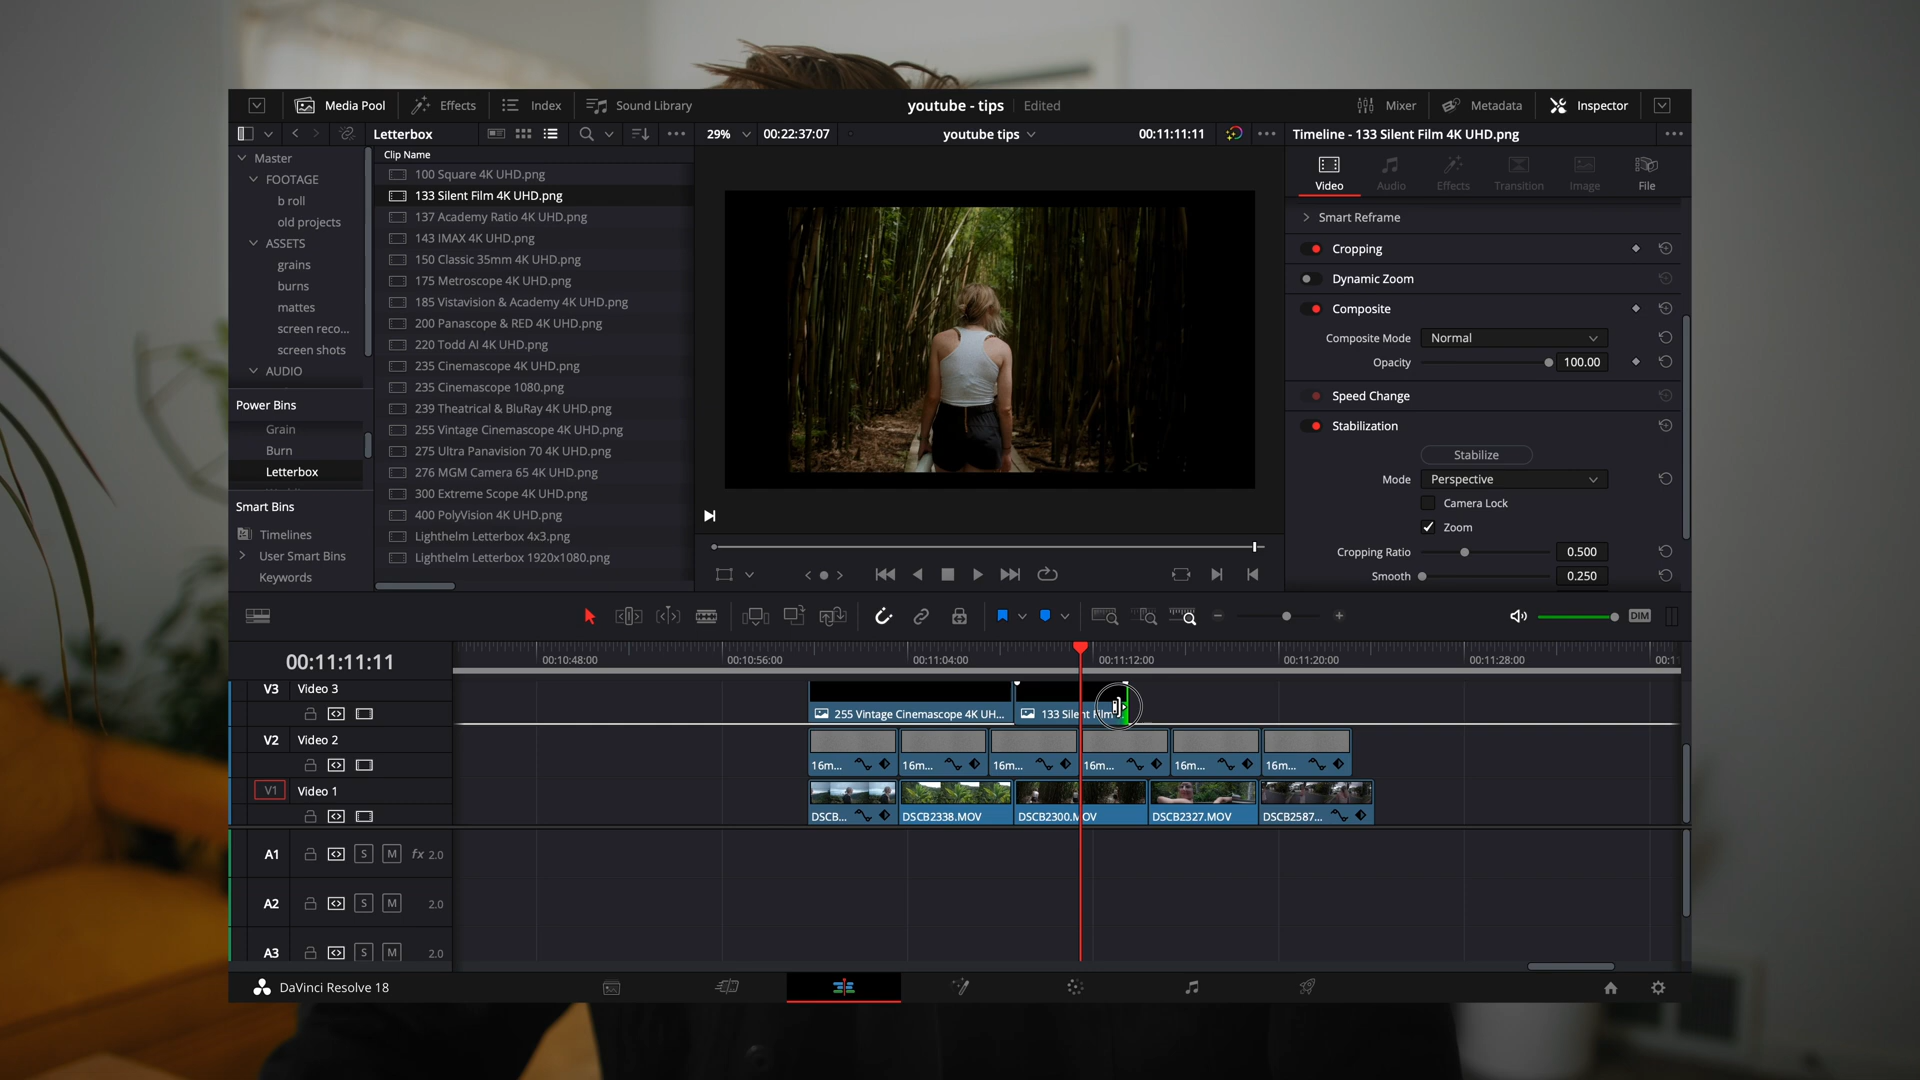 Media Pool Effects Index Sound Library youtube - tips Edited Mixer Metadata Inspector
Letterbox 29% 00:22:37:07 youtube tips 00:11:11:11 Timeline - 133 Silent Film 4K UHD.png
Master
FOOTAGE
b roll
old projects
ASSETS
grains
burns
mattes
screen reco...
screen shots
AUDIO
Power Bins
Grain
Burn
Letterbox
Smart Bins
Timelines
User Smart Bins
Keywords
Clip Name
100 Square 4K UHD.png
133 Silent Film 4K UHD.png
137 Academy Ratio 4K UHD.png
143 IMAX 4K UHD.png
150 Classic 35mm 4K UHD.png
175 Metroscope 4K UHD.png
185 Vistavision & Academy 4K UHD.png
200 Panascope & RED 4K UHD.png
220 Todd AI 4K UHD.png
235 Cinemascope 4K UHD.png
235 Cinemascope 1080.png
239 Theatrical & BluRay 4K UHD.png
255 Vintage Cinemascope 4K UHD.png
275 Ultra Panavision 70 4K UHD.png
276 MGM Camera 65 4K UHD.png
300 Extreme Scope 4K UHD.png
400 PolyVision 4K UHD.png
Lighthelm Letterbox 4x3.png
Lighthelm Letterbox 1920x1080.png
Video Audio Effects Transition Image File
Smart Reframe
Cropping
Dynamic Zoom
Composite
Composite Mode Normal
Opacity 100.00
Speed Change
Stabilization
Stabilize
Mode Perspective
Camera Lock
Zoom
Cropping Ratio 0.500
Smooth 0.250
DIM
00:11:11:11 00:10:48:00 00:10:56:00 00:11:04:00 00:11:12:00 00:11:20:00 00:11:28:00 00:11
V3 Video 3
255 Vintage Cinemascope 4K UH... 133 Silent Film
V2 Video 2
16m... 16m... 16m... 16m... 16m... 16m...
V1 Video 1
DSCB... DSCB2338.MOV DSCB2300.MOV DSCB2327.MOV DSCB2587...
A1 S M fx 2.0
A2 S M 2.0
A3 S M 2.0
DaVinci Resolve 18